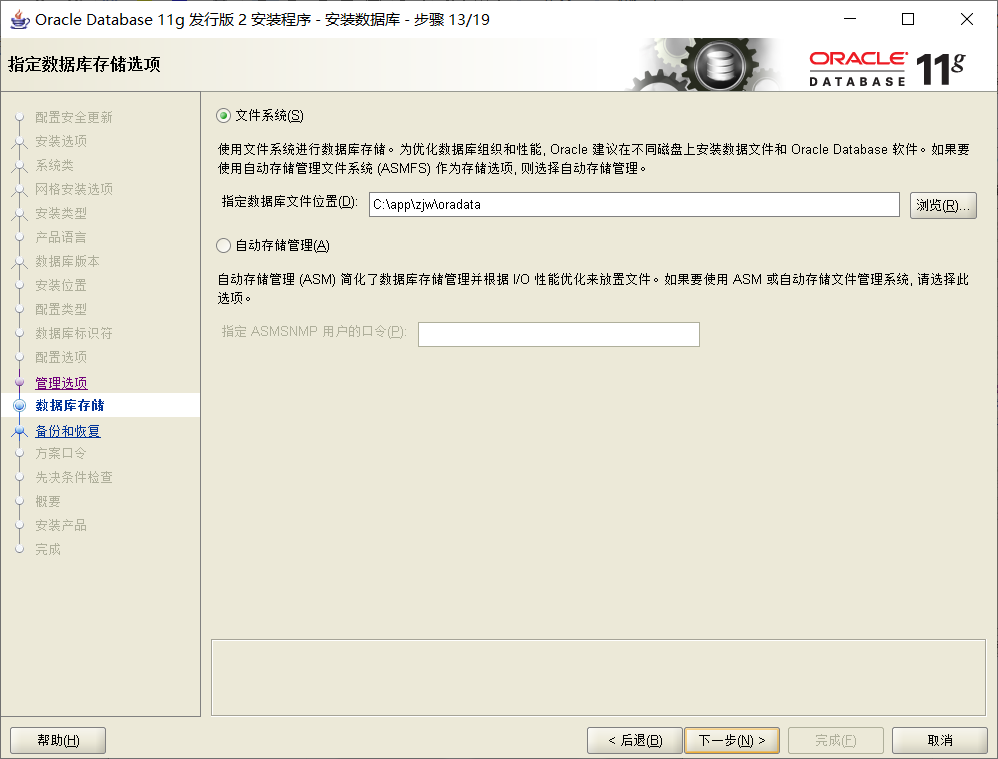 Oracle Database 11g 发行版 2 安装程序 - 安装数据库 - 步骤 13/19
指定数据库存储选项
ORACLE
DATABASE
11g
配置安全更新
安装选项
系统类
网格安装选项
安装类型
产品语言
数据库版本
安装位置
配置类型
数据库标识符
配置选项
管理选项
数据库存储
备份和恢复
方案口令
先决条件检查
概要
安装产品
完成
文件系统(S)
使用文件系统进行数据库存储。为优化数据库组织和性能, Oracle 建议在不同磁盘上安装数据文件和 Oracle Database 软件。如果要
使用自动存储管理文件系统 (ASMFS) 作为存储选项, 则选择自动存储管理。
指定数据库文件位置(D):
C:\app\zjw\oradata
浏览(R)...
自动存储管理(A)
自动存储管理 (ASM) 简化了数据库存储管理并根据 I/O 性能优化来放置文件。如果要使用 ASM 或自动存储文件管理系统, 请选择此
选项。
指定 ASMSNMP 用户的口令(P):
帮助(H)
< 后退(B)
下一步(N) >
完成(F)
取消